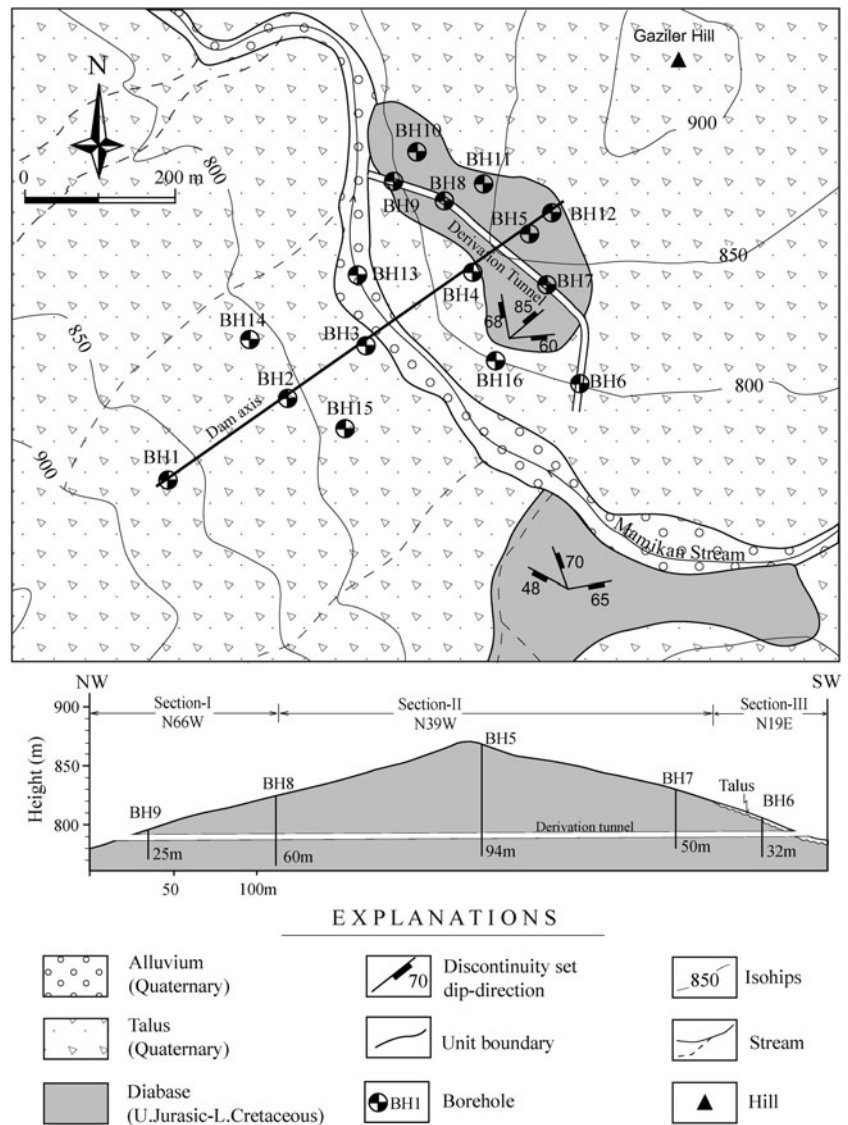 Gaziler Hill
N
900
BH10
800
BH11
0 200 m
BH8
BH9
BH12
BH5
850
Derivation Tunnel
BH13
BH4
BH7
85
BH14
68
850
BH3
60
BH16
BH6
BH2
800
Dam axis
BH15
BH1
900
Mamikan Stream
70
48
65
NW SW
900
Section-I Section-II Section-III
N66W N39W N19E
BH5
850
Height (m)
BH8 BH7
Talus
BH9 BH6
800
Derivation tunnel
25m 60m 94m 50m 32m
50 100m
EXPLANATIONS
Alluvium
(Quaternary)
70
Discontinuity set
dip-direction
850
Isohips
Talus
(Quaternary)
Unit boundary
Stream
Diabase
(U.Jurasic-L.Cretaceous)
BH1
Borehole
Hill